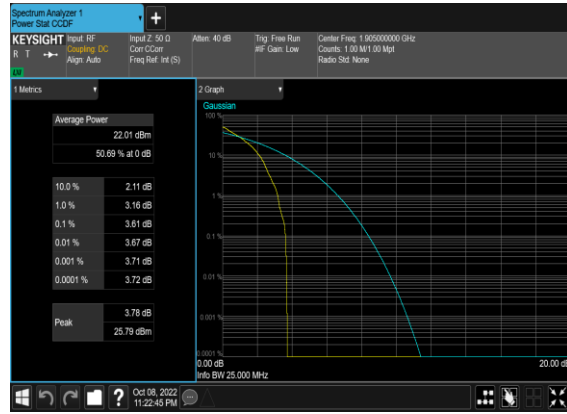 Spectrum Analyzer 1
Power Stat CCDF
KEYSIGHT
R T
Input: RF
Coupling: DC
Align: Auto
Input Z: 50 Ω
Corr CCorr
Freq Ref: Int (S)
Atten: 40 dB
Trig: Free Run
#IF Gain: Low
Center Freq: 1.905000000 GHz
Counts: 1.00 M/1.00 Mpt
Radio Std: None
1 Metrics
Average Power
22.01 dBm
50.69 % at 0 dB
10.0 % 2.11 dB
1.0 % 3.16 dB
0.1 % 3.61 dB
0.01 % 3.67 dB
0.001 % 3.71 dB
0.0001 % 3.72 dB
Peak
3.78 dB
25.79 dBm
2 Graph
Gaussian
100 %
10 %
1 %
0.1 %
0.01 %
0.001 %
0.0001 %
0.00 dB
20.00 dB
Info BW 25.000 MHz
?
Oct 08, 2022
11:22:45 PM